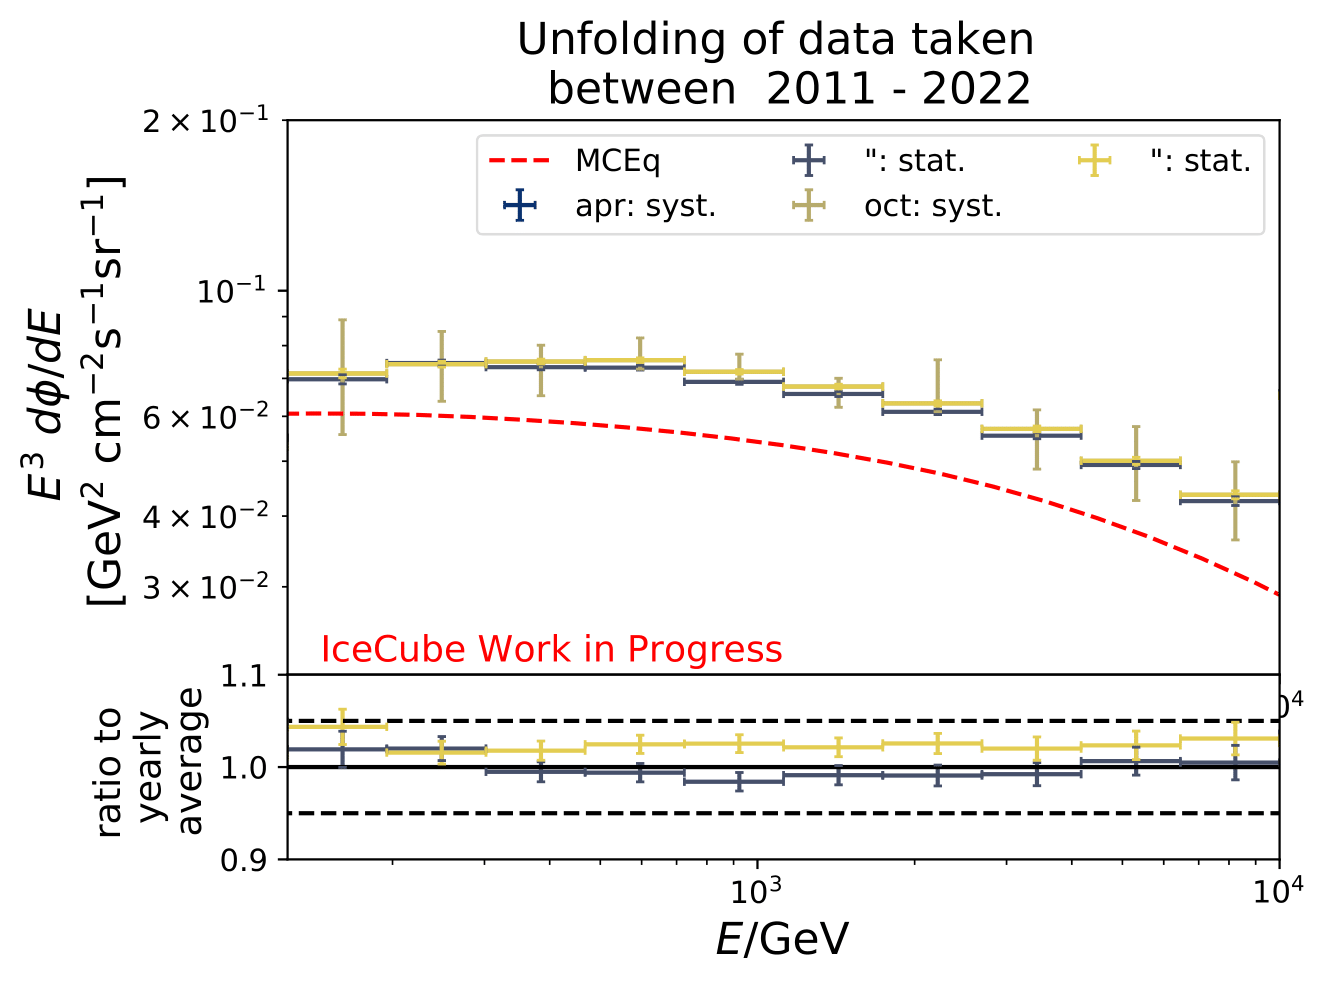 Unfolding of data taken
between 2011 - 2022
MCEq
apr: syst.
": stat.
oct: syst.
": stat.
2 × 10⁻¹
10⁻¹
6 × 10⁻²
4 × 10⁻²
3 × 10⁻²
E³ dϕ/dE
[GeV² cm⁻²s⁻¹sr⁻¹]
IceCube Work in Progress
1.1
1.0
0.9
ratio to
yearly
average
0⁴
10³
10⁴
E/GeV